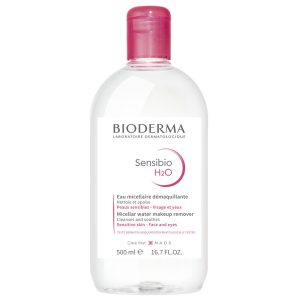 BIODERMA
LABORATOIRE DERMATOLOGIQUE
Sensibio
H2O
Eau micellaire démaquillante
Nettoie et apaise
Peaux sensibles - Visage et yeux
Micellar water makeup remover
Cleanses and soothes
Sensitive skin - Face and eyes
NAOS
500 ml ℮ 16.7 FL.OZ.